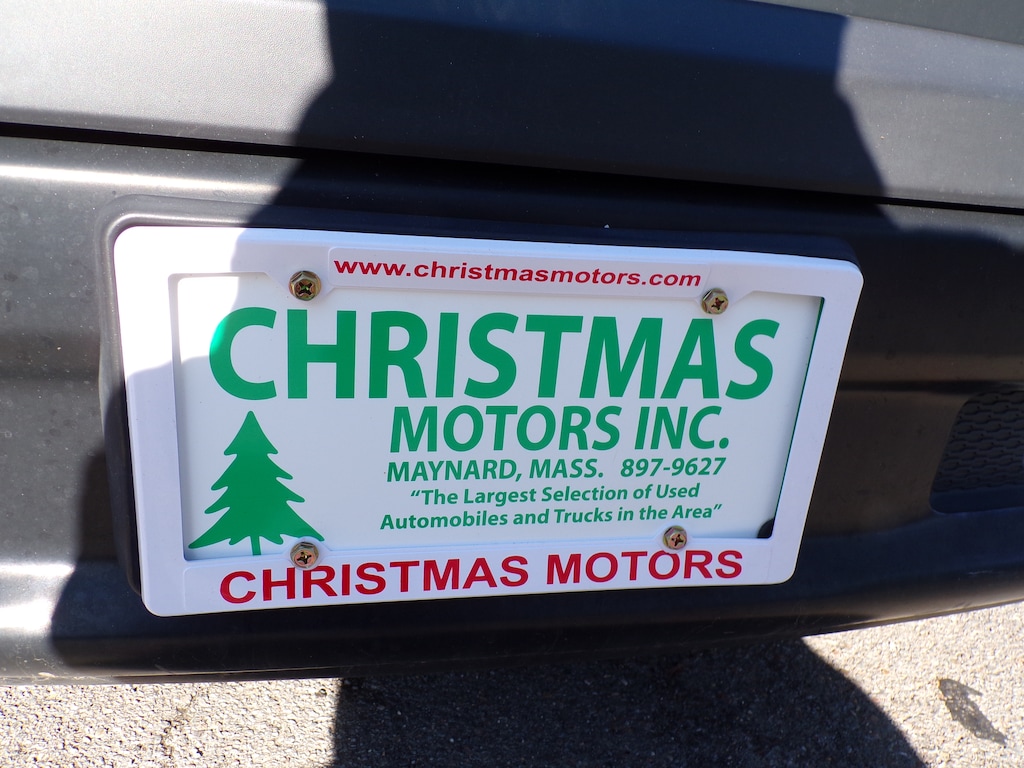 www.christmasmotors.com
CHRISTMAS
MOTORS INC.
MAYNARD, MASS. 897-9627
“The Largest Selection of Used
Automobiles and Trucks in the Area”
CHRISTMAS MOTORS